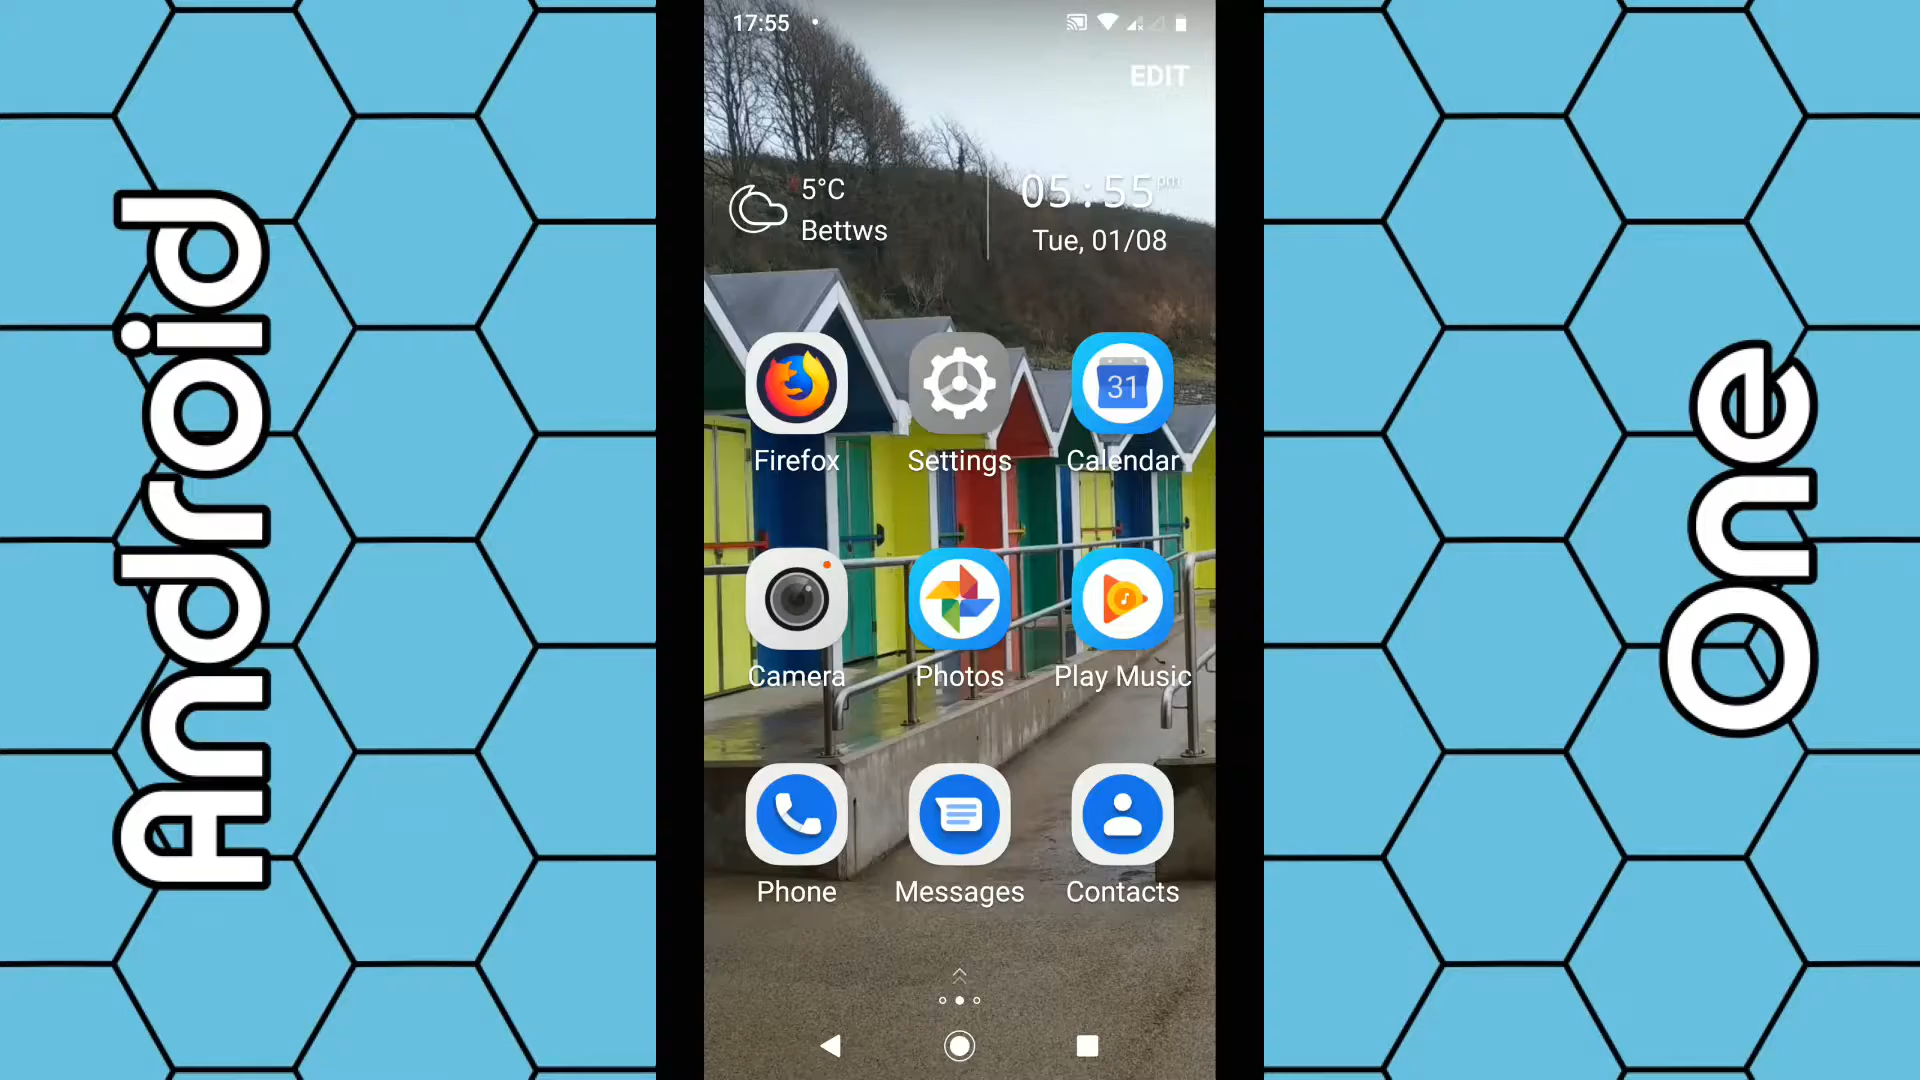 Android
17:55
EDIT
5°C
Bettws
05:55 pm
Tue, 01/08
31
Firefox
Settings
Calendar
Camera
Photos
Play Music
Phone
Messages
Contacts
One